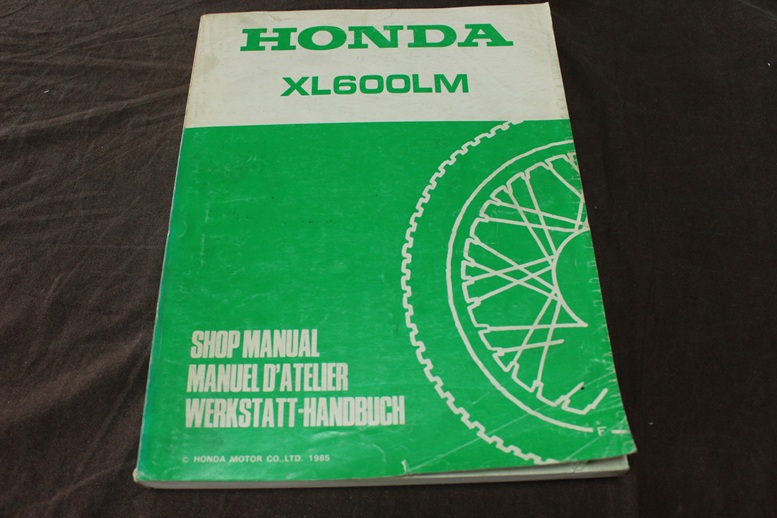 HONDA
XL600LM
SHOP MANUAL
MANUEL D'ATELIER
WERKSTATT-HANDBUCH
F
© HONDA MOTOR CO.,LTD. 1985